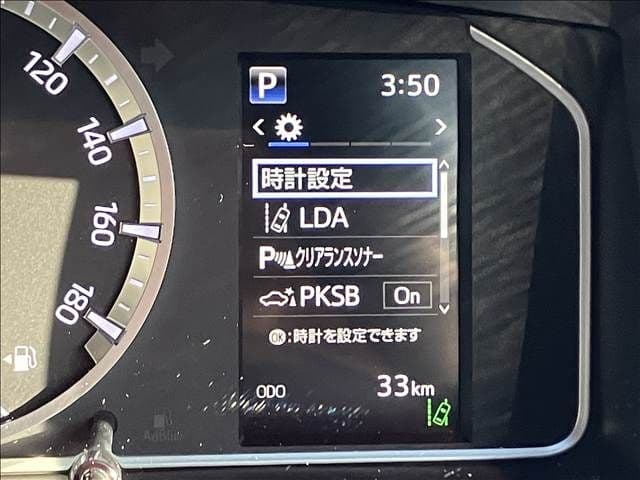 120
140
160
180
P 3:50
時計設定
LDA
P クリアランスソナー
PKSB On
OK:時計を設定できます
ODO 33km
AdBlue